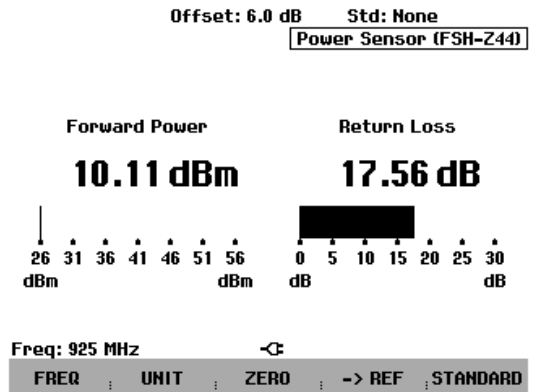 Offset: 6.0 dB Std: None
Power Sensor (FSH-Z44)
Forward Power Return Loss
10.11 dBm 17.56 dB
26 31 36 41 46 51 56 0 5 10 15 20 25 30
dBm dBm dB dB
Freq: 925 MHz
FREQ UNIT ZERO -> REF STANDARD